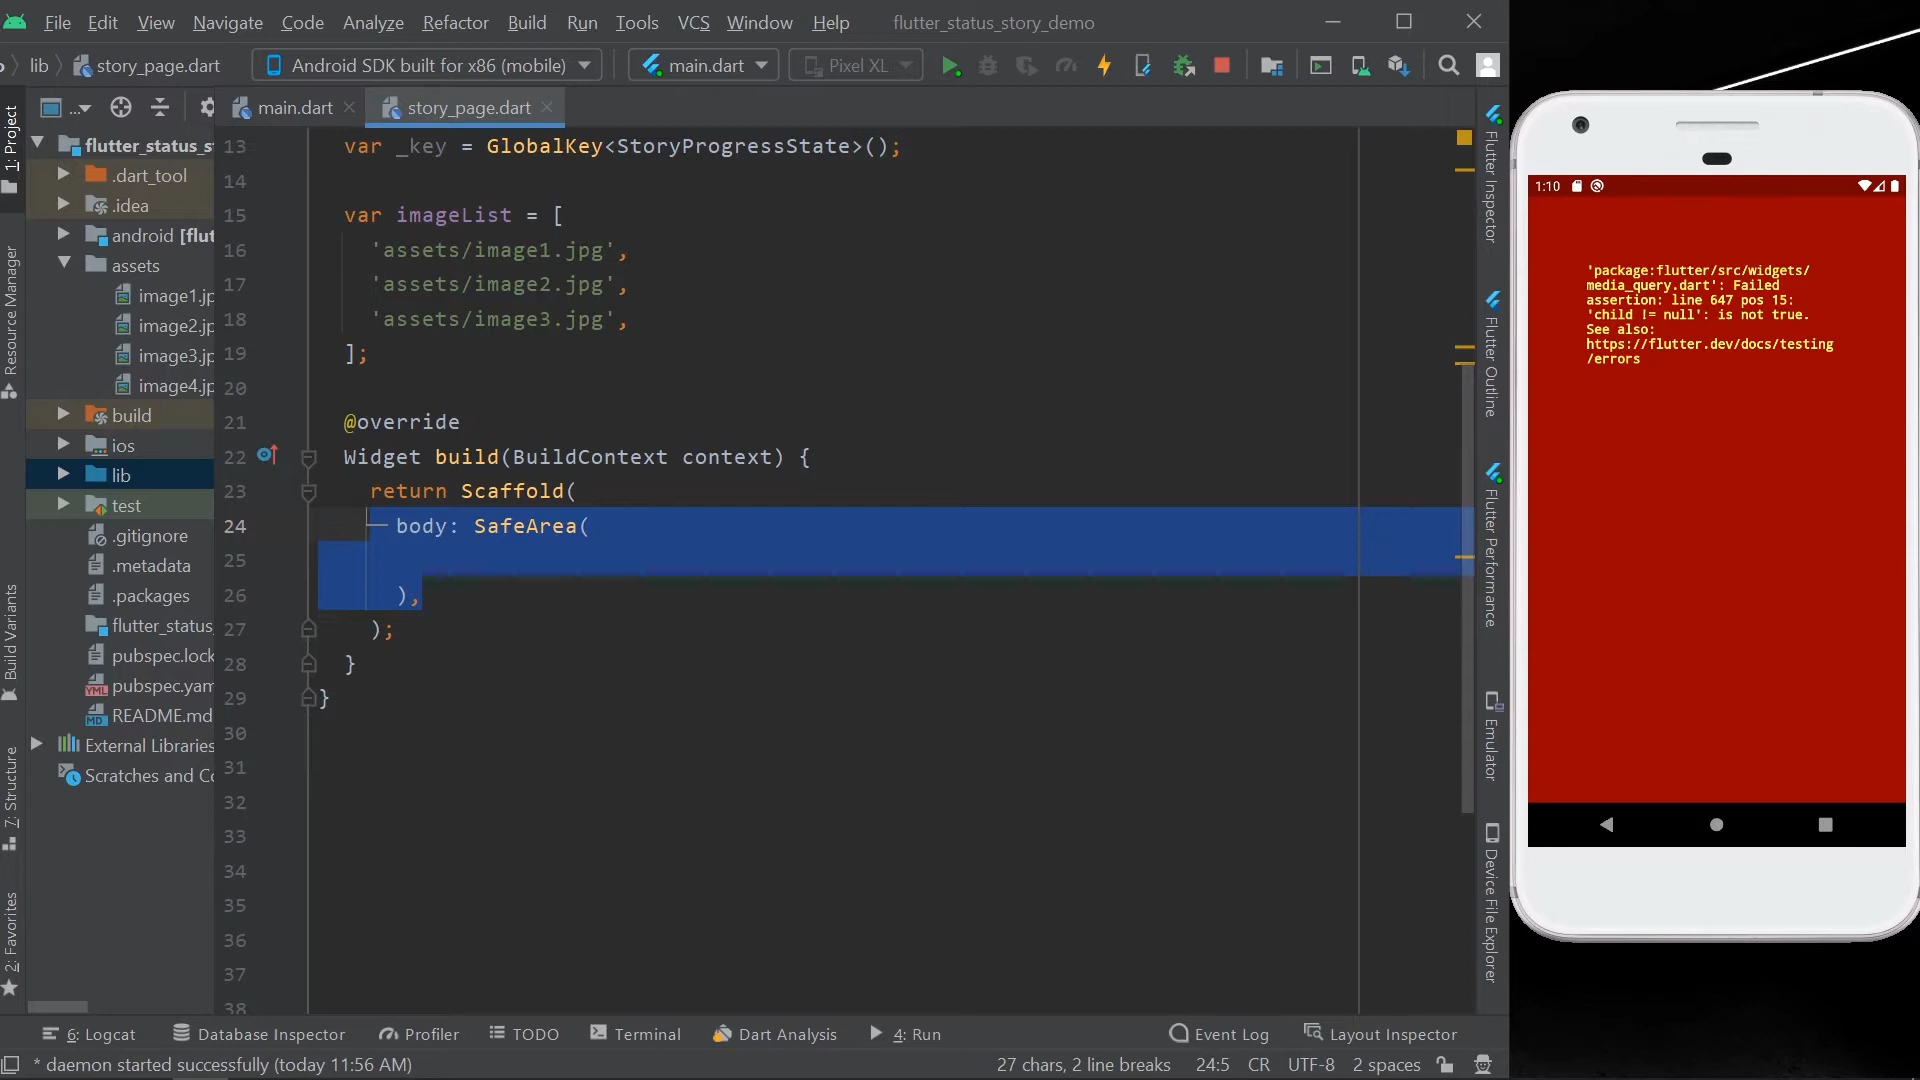 File Edit View Navigate Code Analyze Refactor Build Run Tools VCS Window Help flutter_status_story_demo
lib story_page.dart Android SDK built for x86 (mobile) main.dart Pixel XL
main.dart story_page.dart
1: Project
Resource Manager
Build Variants
7: Structure
2: Favorites
flutter_status_s
.dart_tool
.idea
android [flut
assets
image1.jp
image2.jp
image3.jp
image4.jp
build
ios
lib
test
.gitignore
.metadata
.packages
flutter_status_
pubspec.lock
pubspec.yam
README.md
External Libraries
Scratches and Co
13 var _key = GlobalKey<StoryProgressState>();
14
15 var imageList = [
16 'assets/image1.jpg',
17 'assets/image2.jpg',
18 'assets/image3.jpg',
19 ];
20
21 @override
22 Widget build(BuildContext context) {
23 return Scaffold(
24 body: SafeArea(
25
26 ),
27 );
28 }
29 }
30
31
32
33
34
35
36
37
38
Flutter Inspector
Flutter Outline
Flutter Performance
Emulator
Device File Explorer
1:10
'package:flutter/src/widgets/
media_query.dart': Failed
assertion: line 647 pos 15:
'child != null': is not true.
See also:
https://flutter.dev/docs/testing
/errors
6: Logcat Database Inspector Profiler TODO Terminal Dart Analysis 4: Run Event Log Layout Inspector
* daemon started successfully (today 11:56 AM) 27 chars, 2 line breaks 24:5 CR UTF-8 2 spaces